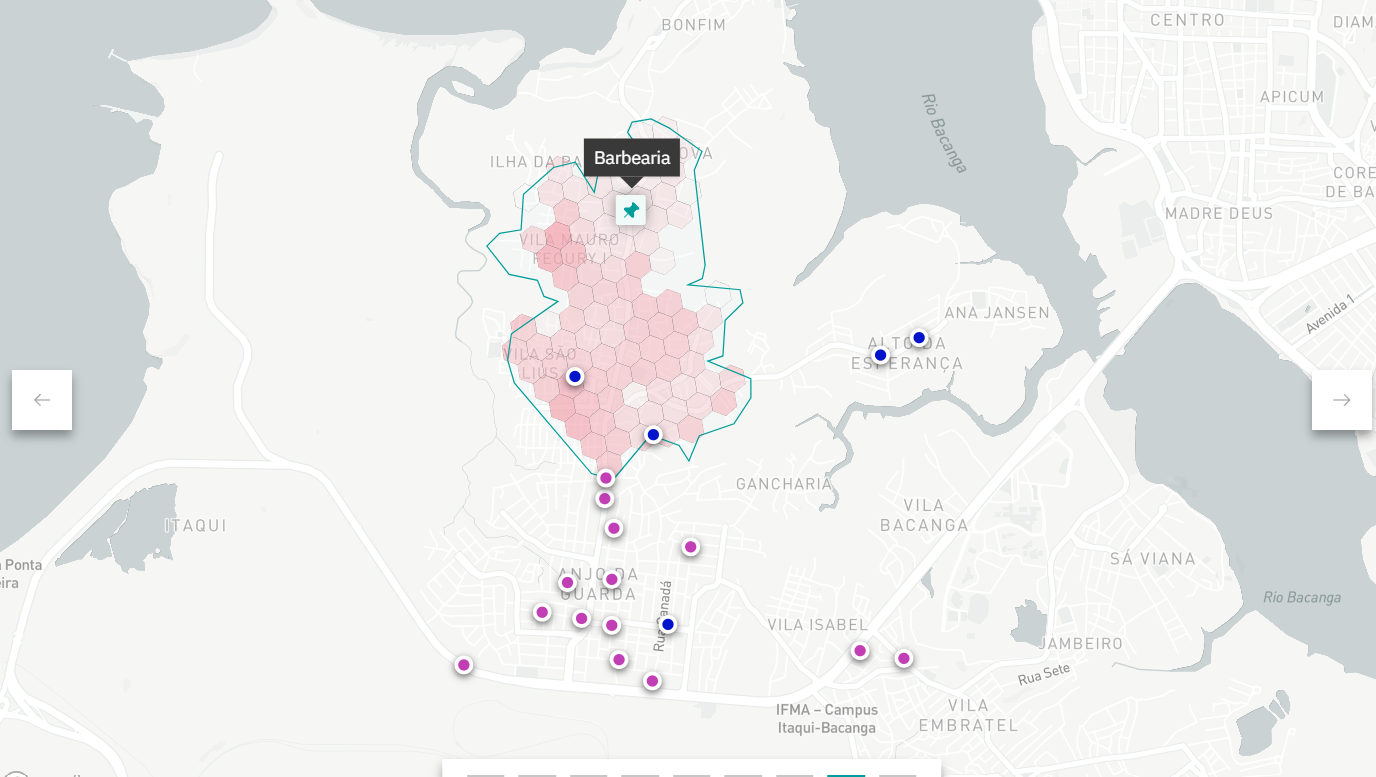 BONFIM
CENTRO
DIAM
APICUM
Rio Bacanga
Barbearia
ILHA DA
OVA
CORE
DE BA
MADRE DEUS
VILA MAURO
FECURY I
Avenida 1
ANA JANSEN
ALTO DA
ESPERANÇA
VILA SÃO
LUÍS
GANCHARIA
VILA
BACANGA
ITAQUI
Ponta
eira
SÁ VIANA
ANJO DA
GUARDA
Rua Canadá
Rio Bacanga
VILA ISABEL
JAMBEIRO
Rua Sete
IFMA – Campus
Itaqui-Bacanga
VILA
EMBRATEL